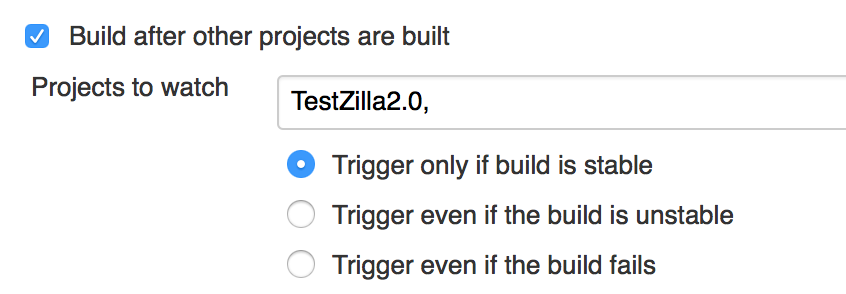 Build after other projects are built
Projects to watch
TestZilla2.0,
Trigger only if build is stable
Trigger even if the build is unstable
Trigger even if the build fails